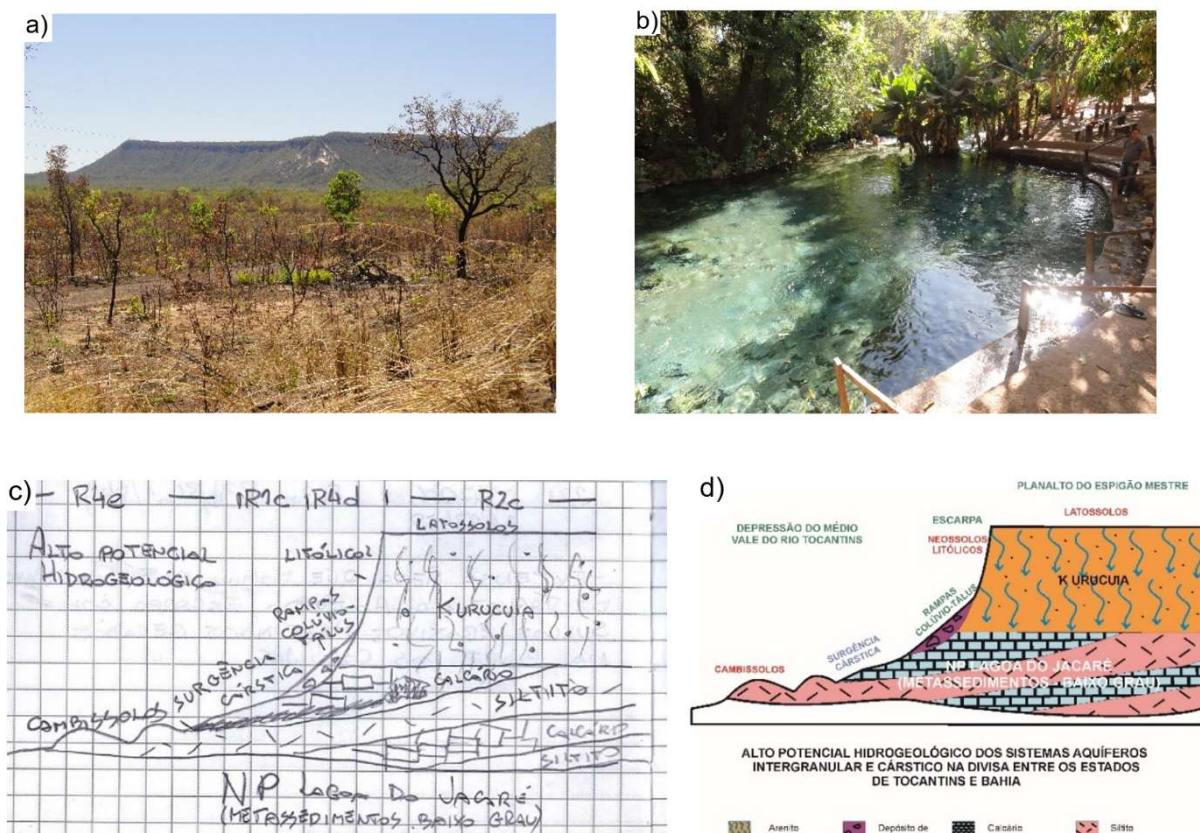 a)
b)
c)
R4e R1c R4d R2c
LATOSSOLOS
ALTO POTENCIAL
HIDROGEOLÓGICO
LITÓLICOS
RAMPAS
COLÚVIO-
TÁLUS
KURUCUIA
SURGÊNCIA
CÁRSTICA
CALCÁRIO
SILTITO
CAMBISSOLOS
CALCÁRIO
SILTITO
NP LAGOA DO JACARÉ
(METASSEDIMENTOS BAIXO GRAU)
d)
PLANALTO DO ESPIGÃO MESTRE
LATOSSOLOS
DEPRESSÃO DO MÉDIO
VALE DO RIO TOCANTINS
ESCARPA
NEOSSOLOS
LITÓLICOS
K URUCUIA
RAMPAS
COLÚVIO-TÁLUS
SURGÊNCIA
CÁRSTICA
CAMBISSOLOS
NP LAGOA DO JACARÉ
(METASSEDIMENTOS - BAIXO GRAU)
ALTO POTENCIAL HIDROGEOLÓGICO DOS SISTEMAS AQUÍFEROS
INTERGRANULAR E CÁRSTICO NA DIVISA ENTRE OS ESTADOS
DE TOCANTINS E BAHIA
Arenito
Depósito de
Calcário
Siltito